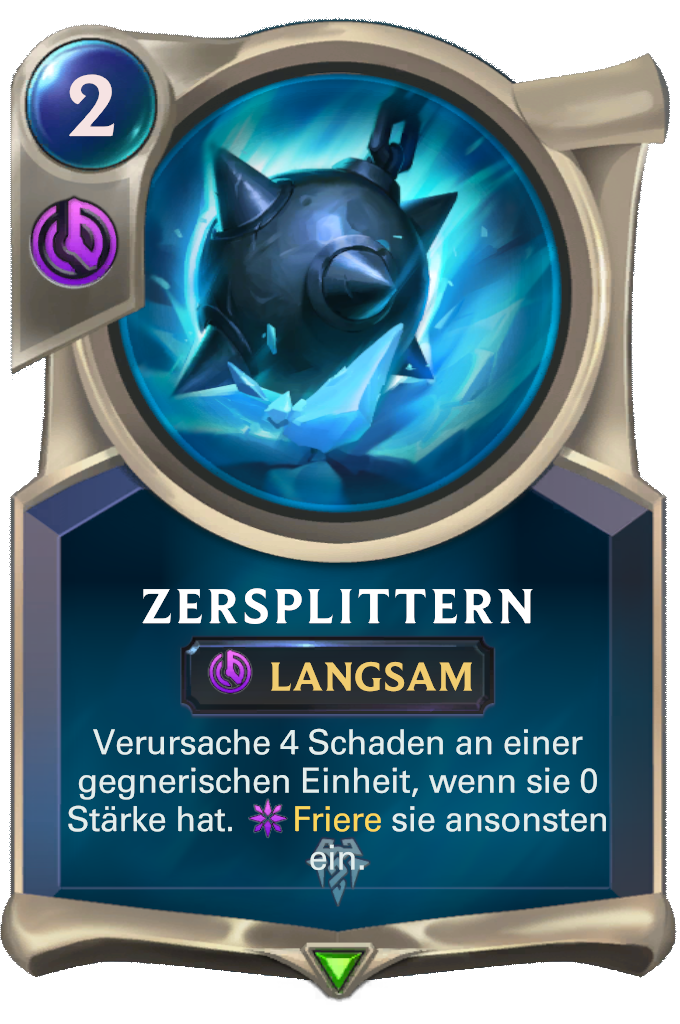 2
ZERSPLITTERN
LANGSAM
Verursache 4 Schaden an einer
gegnerischen Einheit, wenn sie 0
Stärke hat. Friere sie ansonsten
ein.